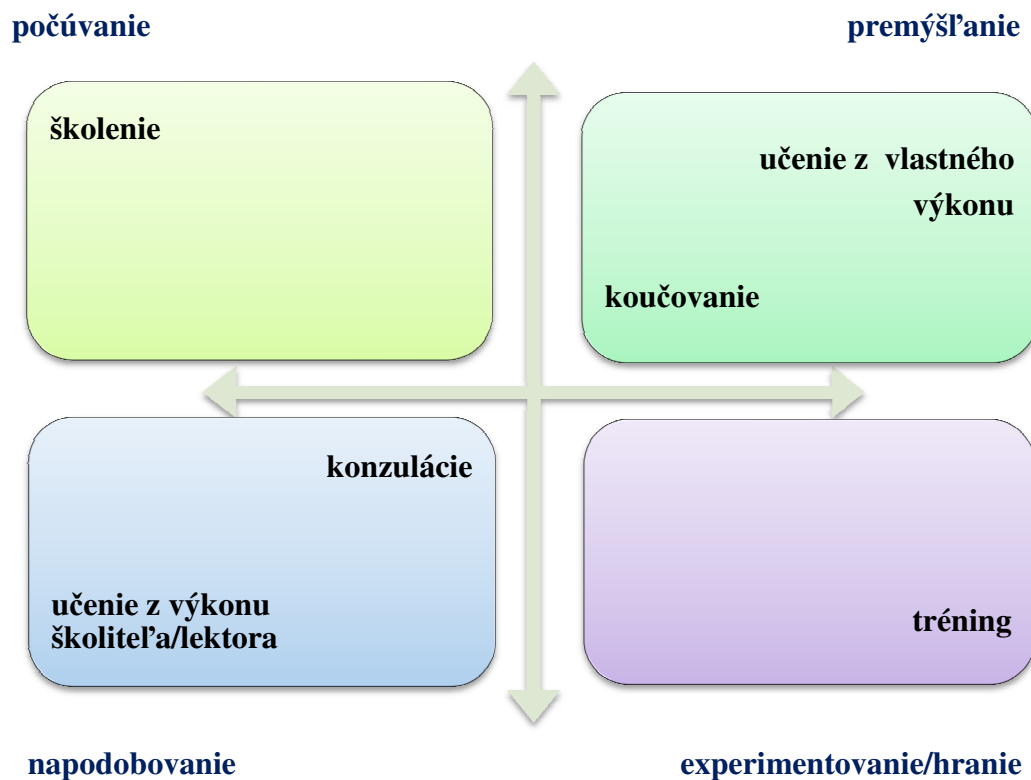 počúvanie
premýšľanie
školenie
učenie z vlastného
výkonu
koučovanie
konzulácie
učenie z výkonu
školiteľa/lektora
tréning
napodobovanie
experimentovanie/hranie